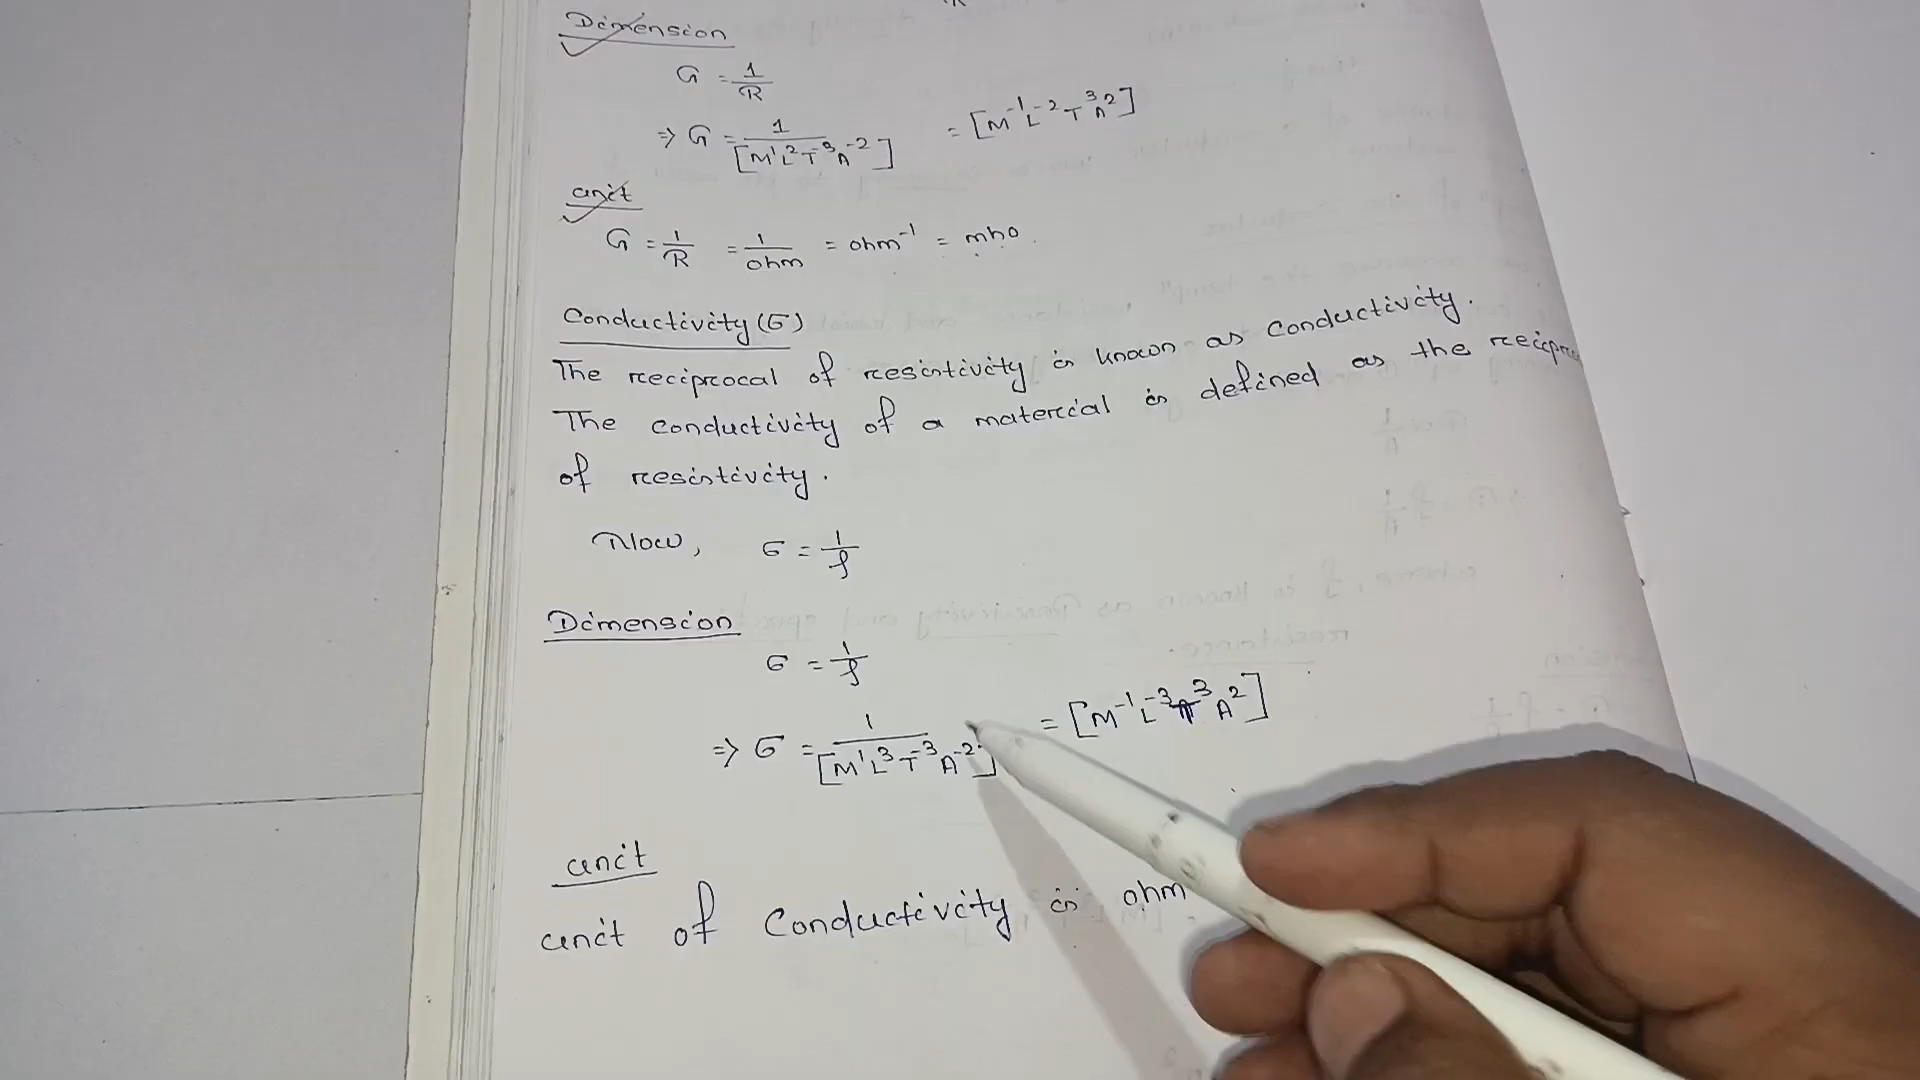 Dimension
G = 1/R
⇒ G = 1/[M¹L²T⁻³A⁻²] = [M⁻¹L⁻²T³A²]
unit
G = 1/R = 1/ohm = ohm⁻¹ = mho
Conductivity (σ)
The reciprocal of resistivity is known as conductivity.
The conductivity of a material is defined as the
of resistivity.
Now, σ = 1/ρ
Dimension
σ = 1/ρ
⇒ σ = 1/[M¹L³T⁻³A⁻²] = [M⁻¹L⁻³T³A²]
unit
unit of Conductivity is ohm